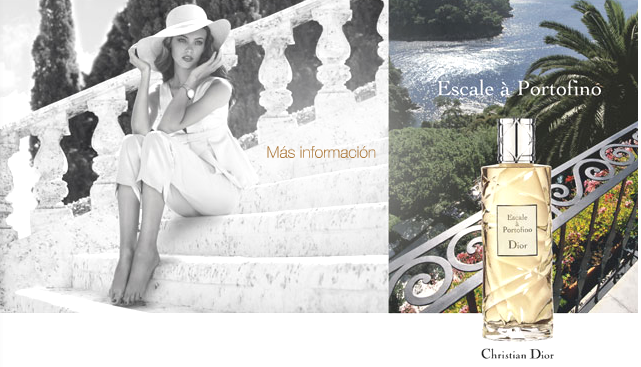 Escale à Portofino
Más información
Escale
à
Portofino
Dior
Christian Dior